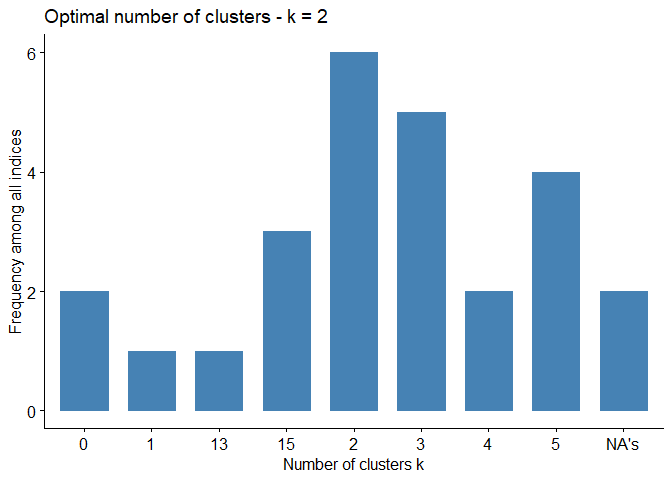 Optimal number of clusters - k = 2
Frequency among all indices
6
4
2
0
0 1 13 15 2 3 4 5 NA's
Number of clusters k